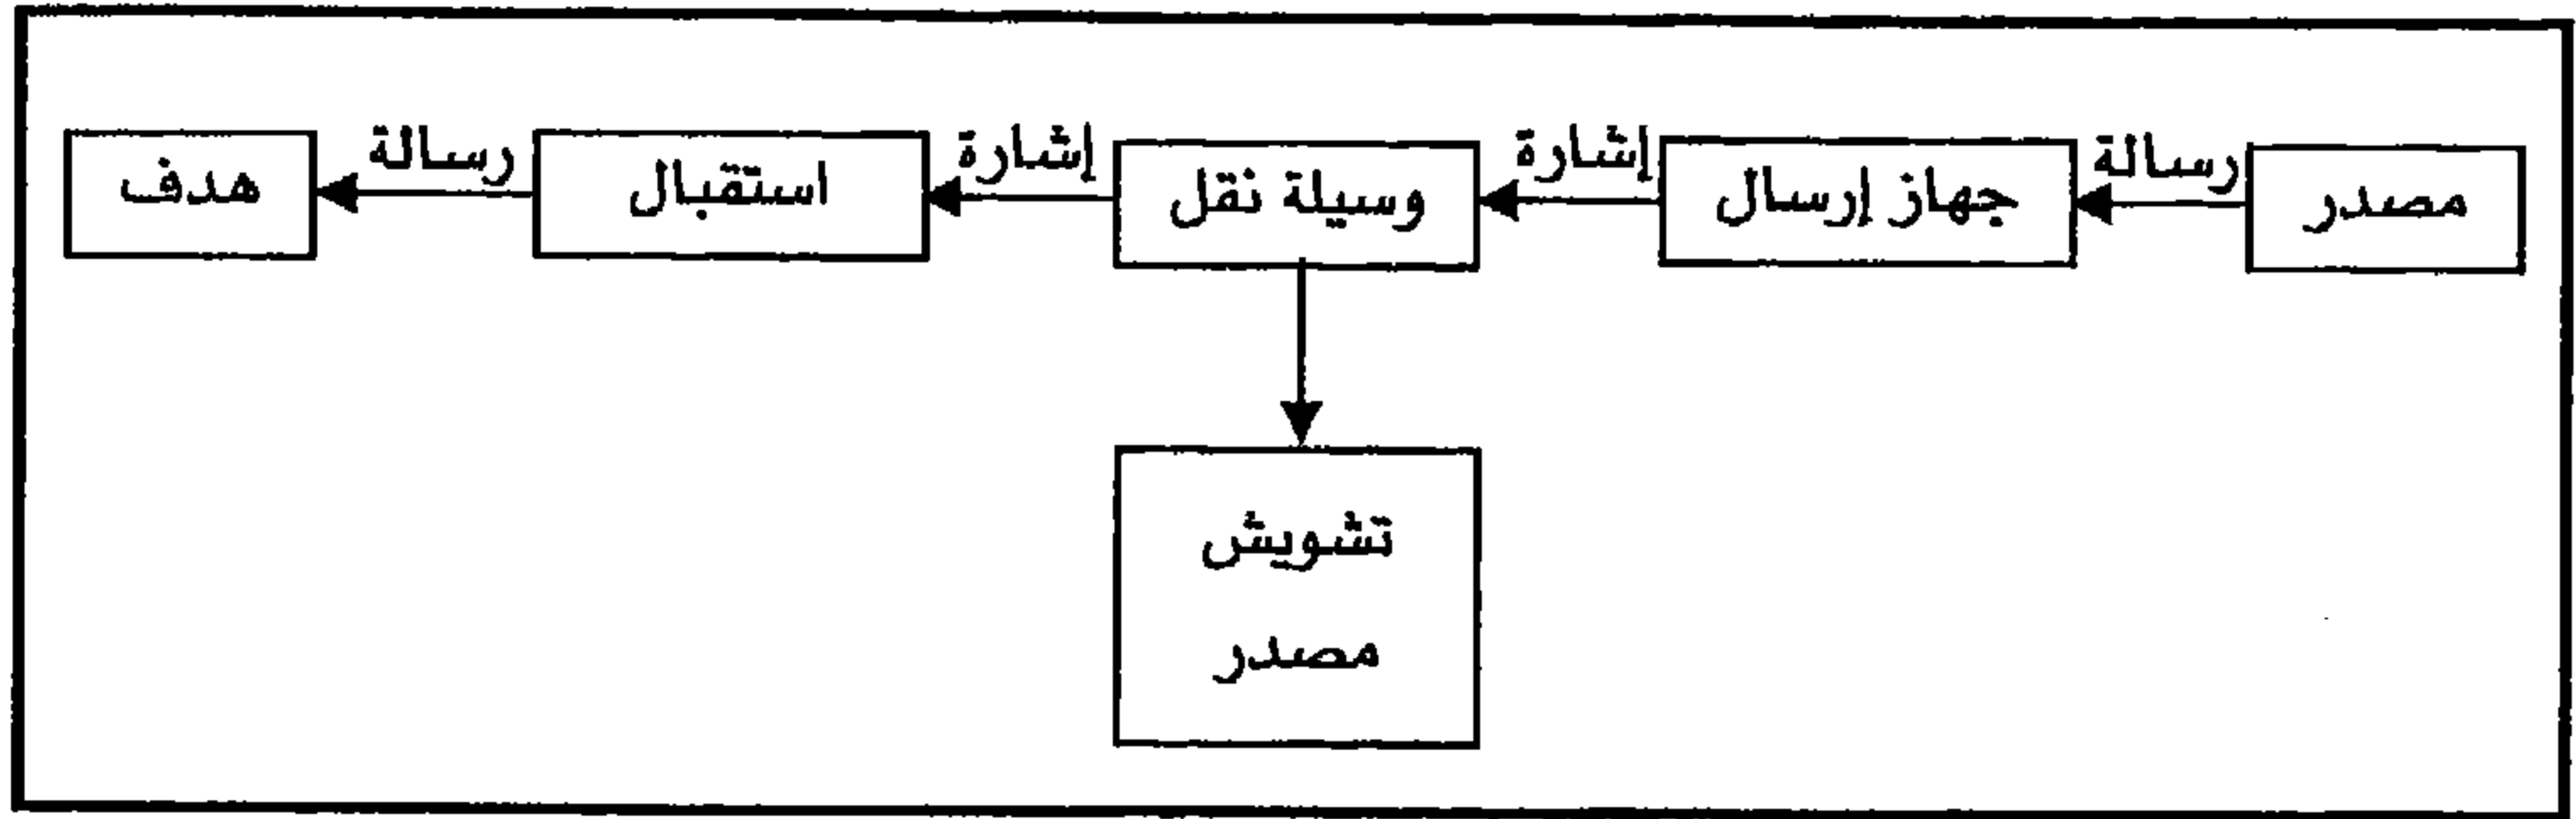 مصدر
رسالة
جهاز إرسال
إشارة
وسيلة نقل
إشارة
استقبال
رسالة
هدف
تشويش
مصدر